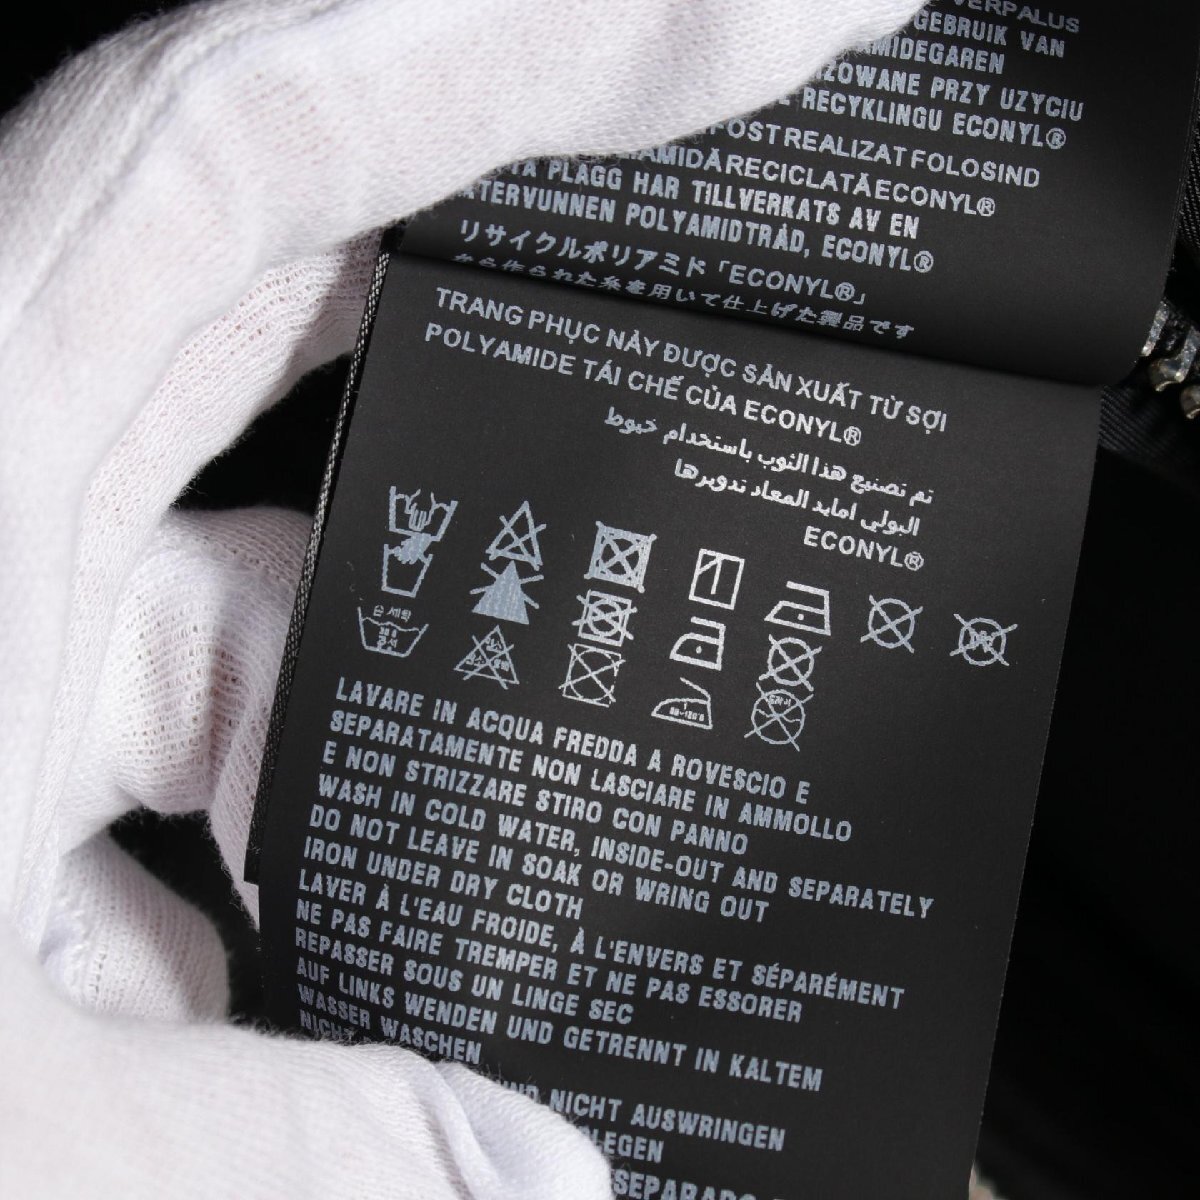 VERPALUS
GEBRUIK VAN
PRZY UZYCIU
RECYKLINGU ECONYL®
FOST REALIZAT FOLOSIND
RECICLATĂ ECONYL®
PLAGG HAR TILLVERKATS AV EN
POLYAMIDTRÅD, ECONYL®
リサイクルポリアミド「ECONYL®」
から作られた糸を用いて仕上げた製品です
TRANG PHỤC NÀY ĐƯỢC SẢN XUẤT TỪ SỢI
POLYAMIDE TÁI CHẾ CỦA ECONYL®
تم تصنيع هذا الثوب باستخدام خيوط
البولي امايد المعاد تدويرها
ECONYL®
손세탁
LAVARE IN ACQUA FREDDA A ROVESCIO E
SEPARATAMENTE NON LASCIARE IN AMMOLLO
E NON STRIZZARE STIRO CON PANNO
WASH IN COLD WATER, INSIDE-OUT AND SEPARATELY
DO NOT LEAVE IN SOAK OR WRING OUT
IRON UNDER DRY CLOTH
LAVER À L'EAU FROIDE, À L'ENVERS ET SÉPARÉMENT
NE PAS FAIRE TREMPER ET NE PAS ESSORER
REPASSER SOUS UN LINGE SEC
AUF LINKS WENDEN UND GETRENNT IN KALTEM
WASSER WASCHEN
NICHT AUSWRINGEN